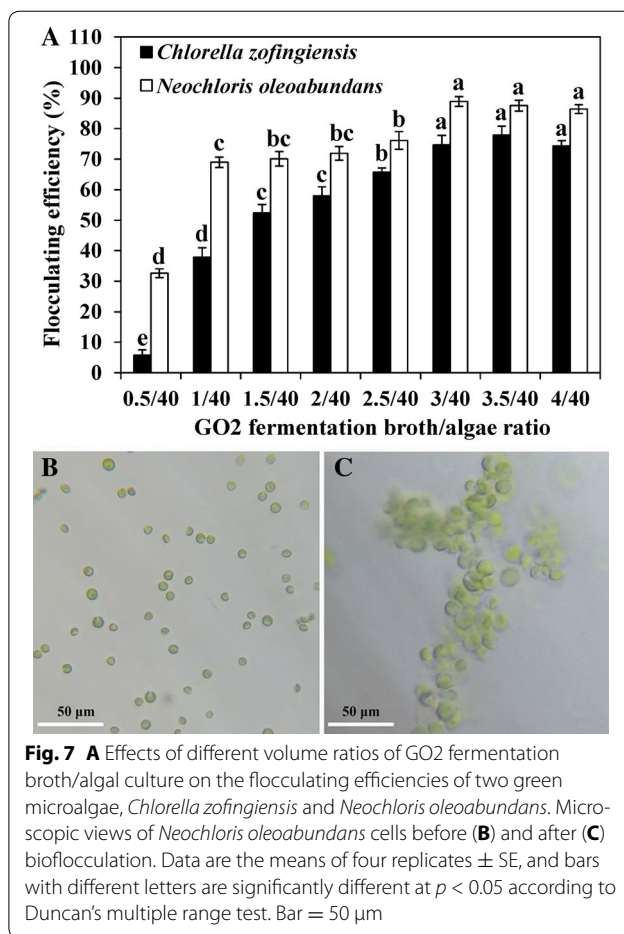 A
110
100
90
80
70
60
50
40
30
20
10
0
Flocculating efficiency (%)
Chlorella zofingiensis
Neochloris oleoabundans
e d d c c bc c bc b b a a a a a a
0.5/40 1/40 1.5/40 2/40 2.5/40 3/40 3.5/40 4/40
GO2 fermentation broth/algae ratio
B
50 µm
C
50 µm
Fig. 7 A Effects of different volume ratios of GO2 fermentation
broth/algal culture on the flocculating efficiencies of two green
microalgae, Chlorella zofingiensis and Neochloris oleoabundans. Micro-
scopic views of Neochloris oleoabundans cells before (B) and after (C)
bioflocculation. Data are the means of four replicates ± SE, and bars
with different letters are significantly different at p < 0.05 according to
Duncan's multiple range test. Bar = 50 µm